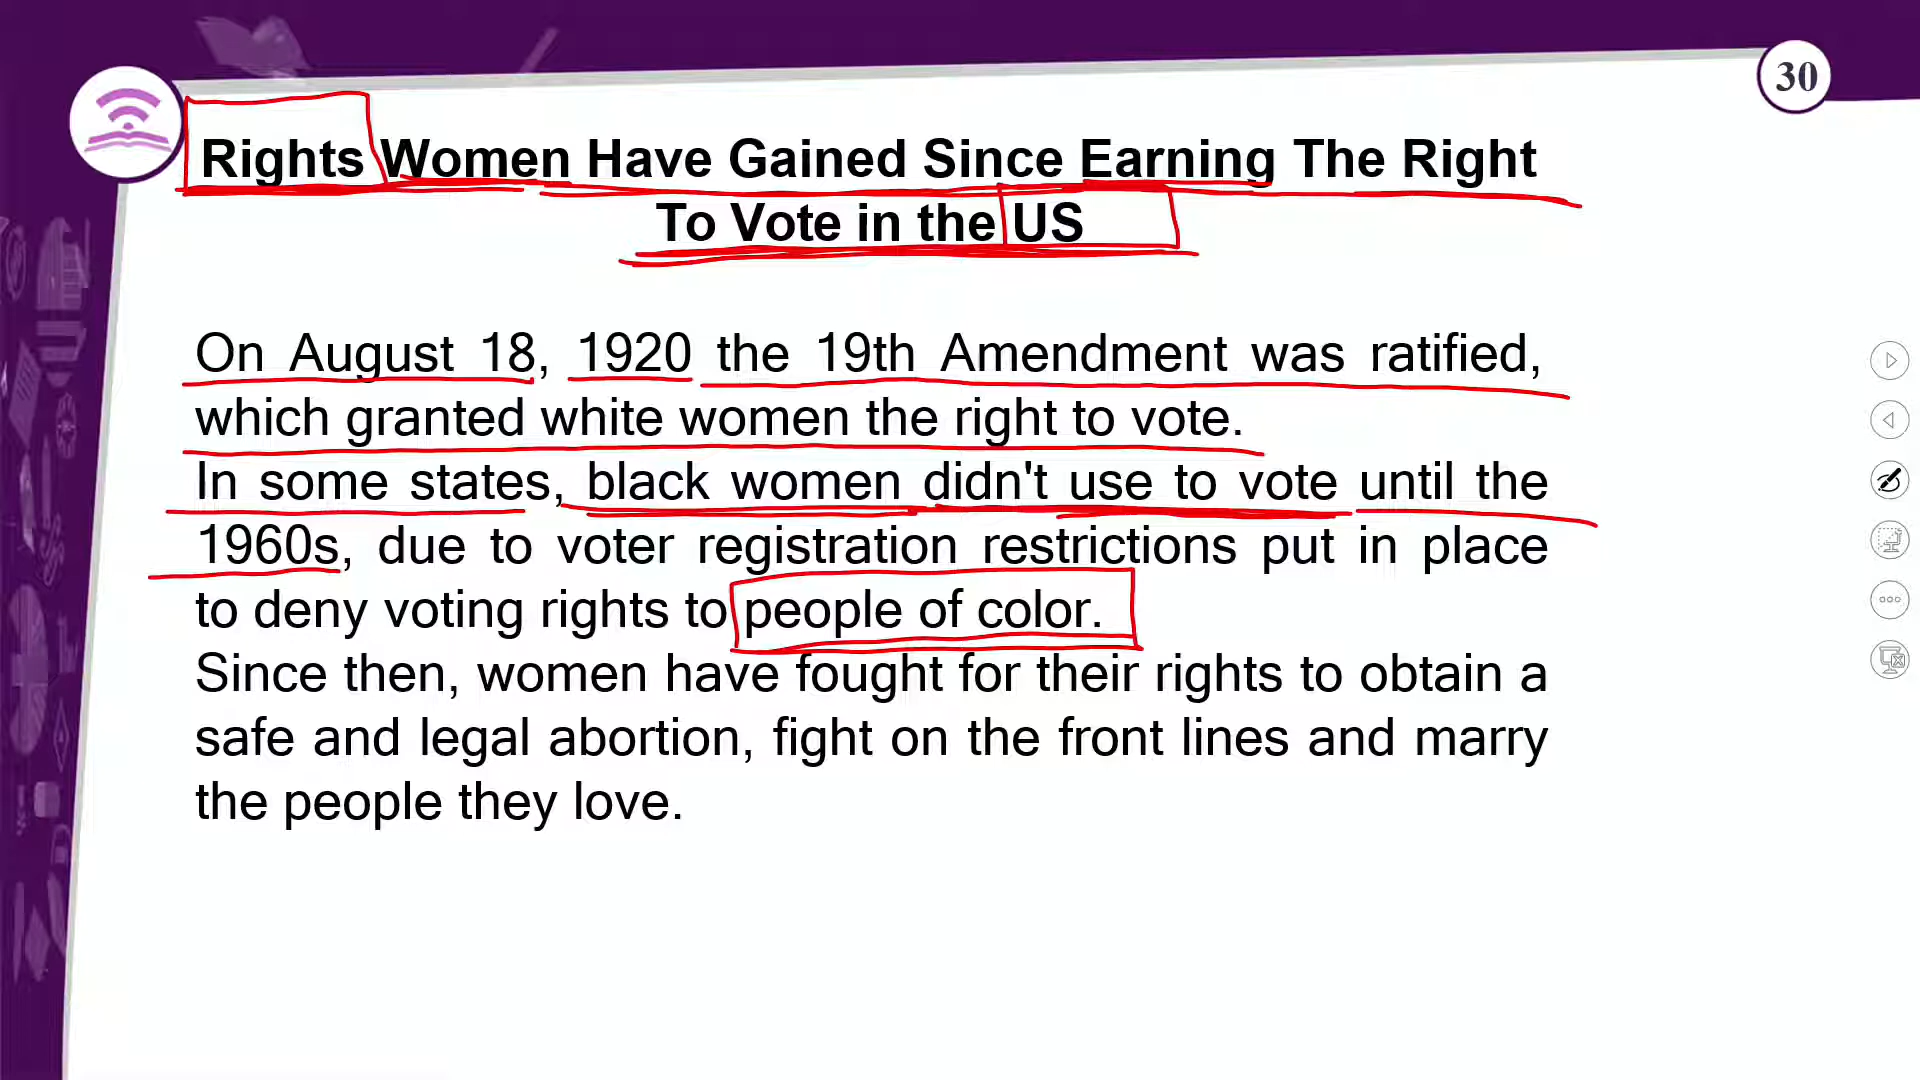 30
Rights Women Have Gained Since Earning The Right
To Vote in the US
On August 18, 1920 the 19th Amendment was ratified,
which granted white women the right to vote.
In some states, black women didn't use to vote until the
1960s, due to voter registration restrictions put in place
to deny voting rights to people of color.
Since then, women have fought for their rights to obtain a
safe and legal abortion, fight on the front lines and marry
the people they love.